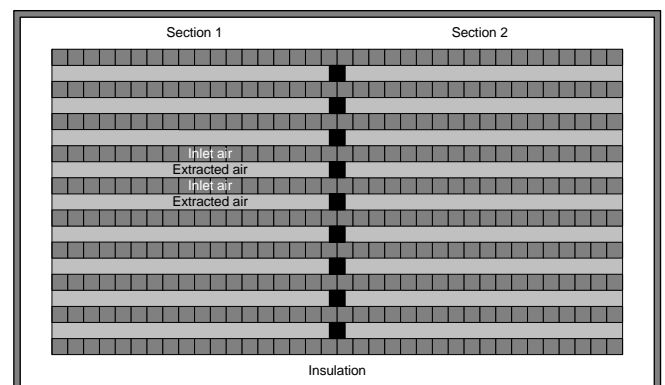 Section 1 Section 2
Inlet air
Extracted air
Inlet air
Extracted air
Insulation